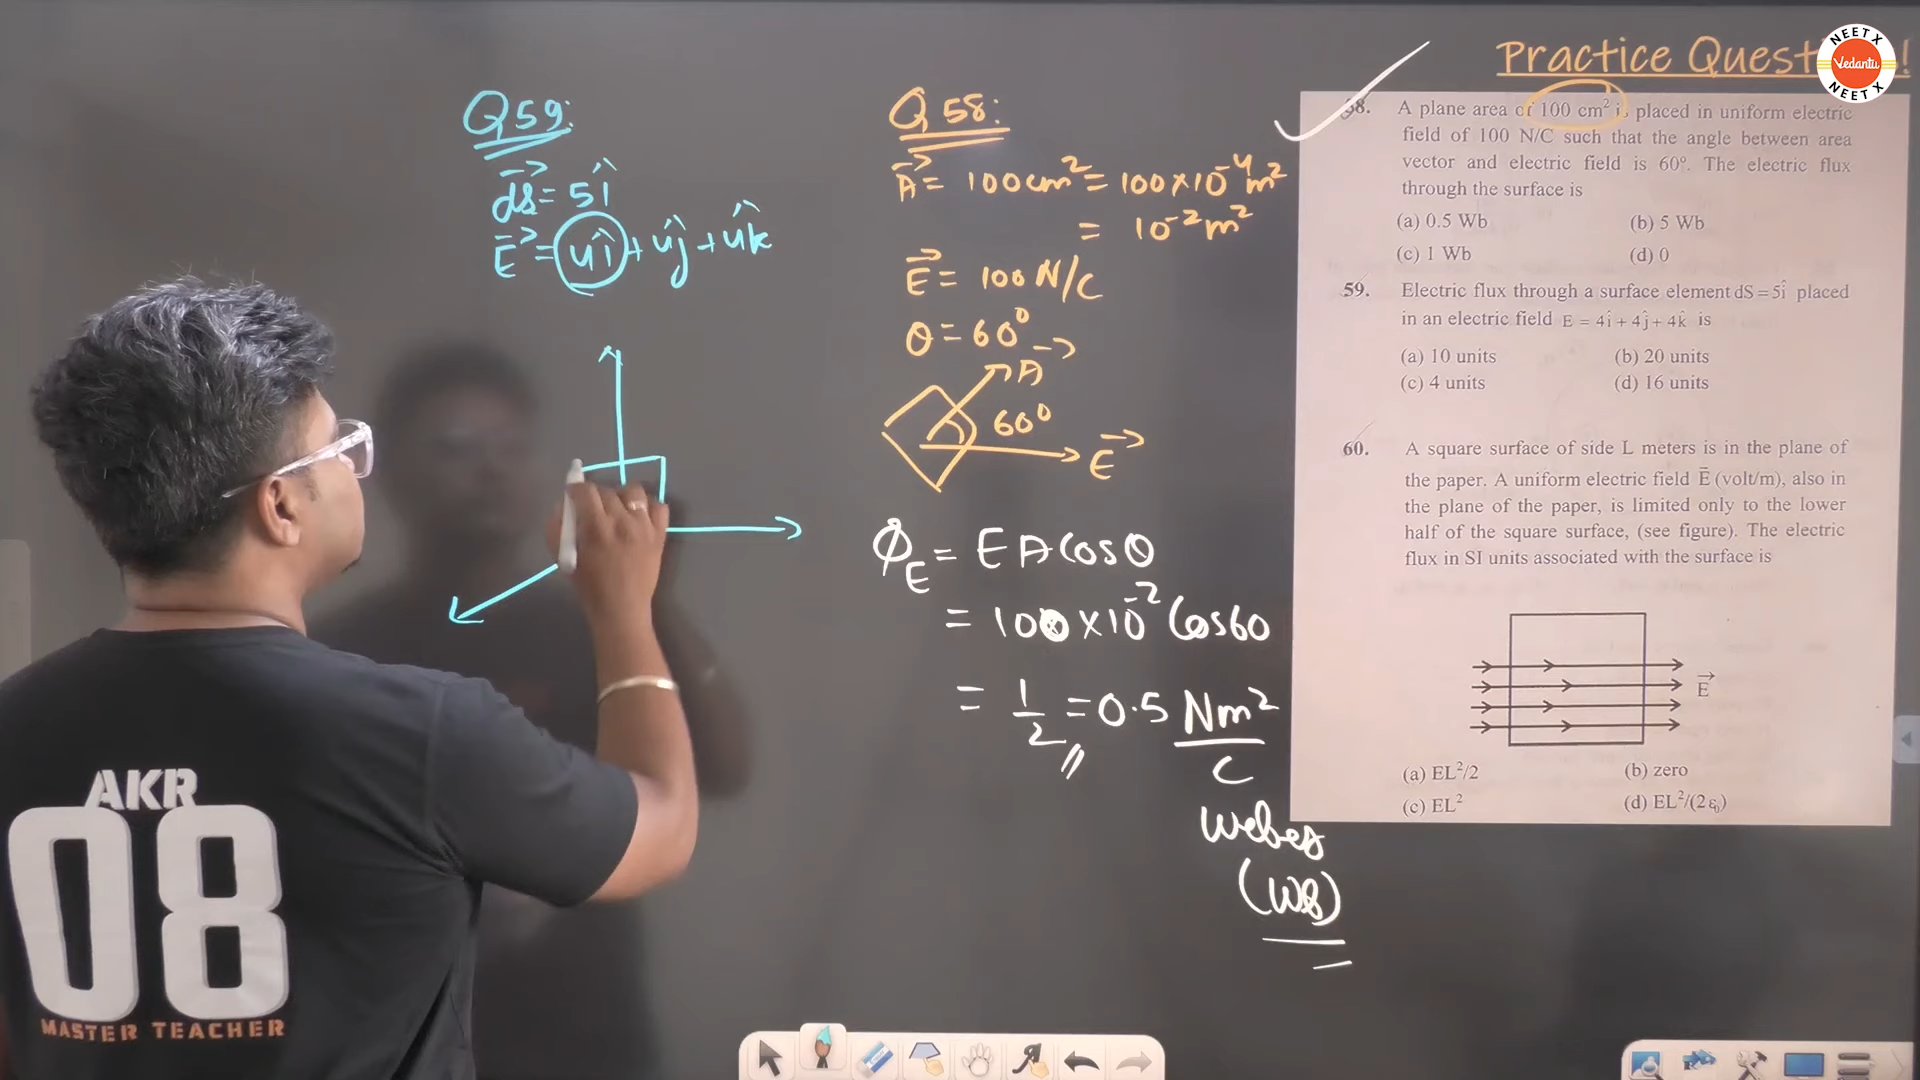 Practice Quest
NEET X
Vedantu
NEET X
Q59:
ds = 5î
E = 4î + 4ĵ + 4k̂
Q58:
A = 100cm² = 100×10⁻⁴m²
= 10⁻²m²
E = 100 N/C
θ = 60°
A
60°
E
ϕE = EA Cosθ
= 100 × 10⁻² Cos60
= 1/2 = 0.5 Nm²/C
Weber
(Wb)
58. A plane area of 100 cm² is placed in uniform electric
field of 100 N/C such that the angle between area
vector and electric field is 60°. The electric flux
through the surface is
(a) 0.5 Wb (b) 5 Wb
(c) 1 Wb (d) 0
59. Electric flux through a surface element dS = 5î placed
in an electric field E = 4î + 4ĵ + 4k̂ is
(a) 10 units (b) 20 units
(c) 4 units (d) 16 units
60. A square surface of side L meters is in the plane of
the paper. A uniform electric field E (volt/m), also in
the plane of the paper, is limited only to the lower
half of the square surface, (see figure). The electric
flux in SI units associated with the surface is
E
(a) EL²/2 (b) zero
(c) EL² (d) EL²/(2ε₀)
AKR
08
MASTER TEACHER